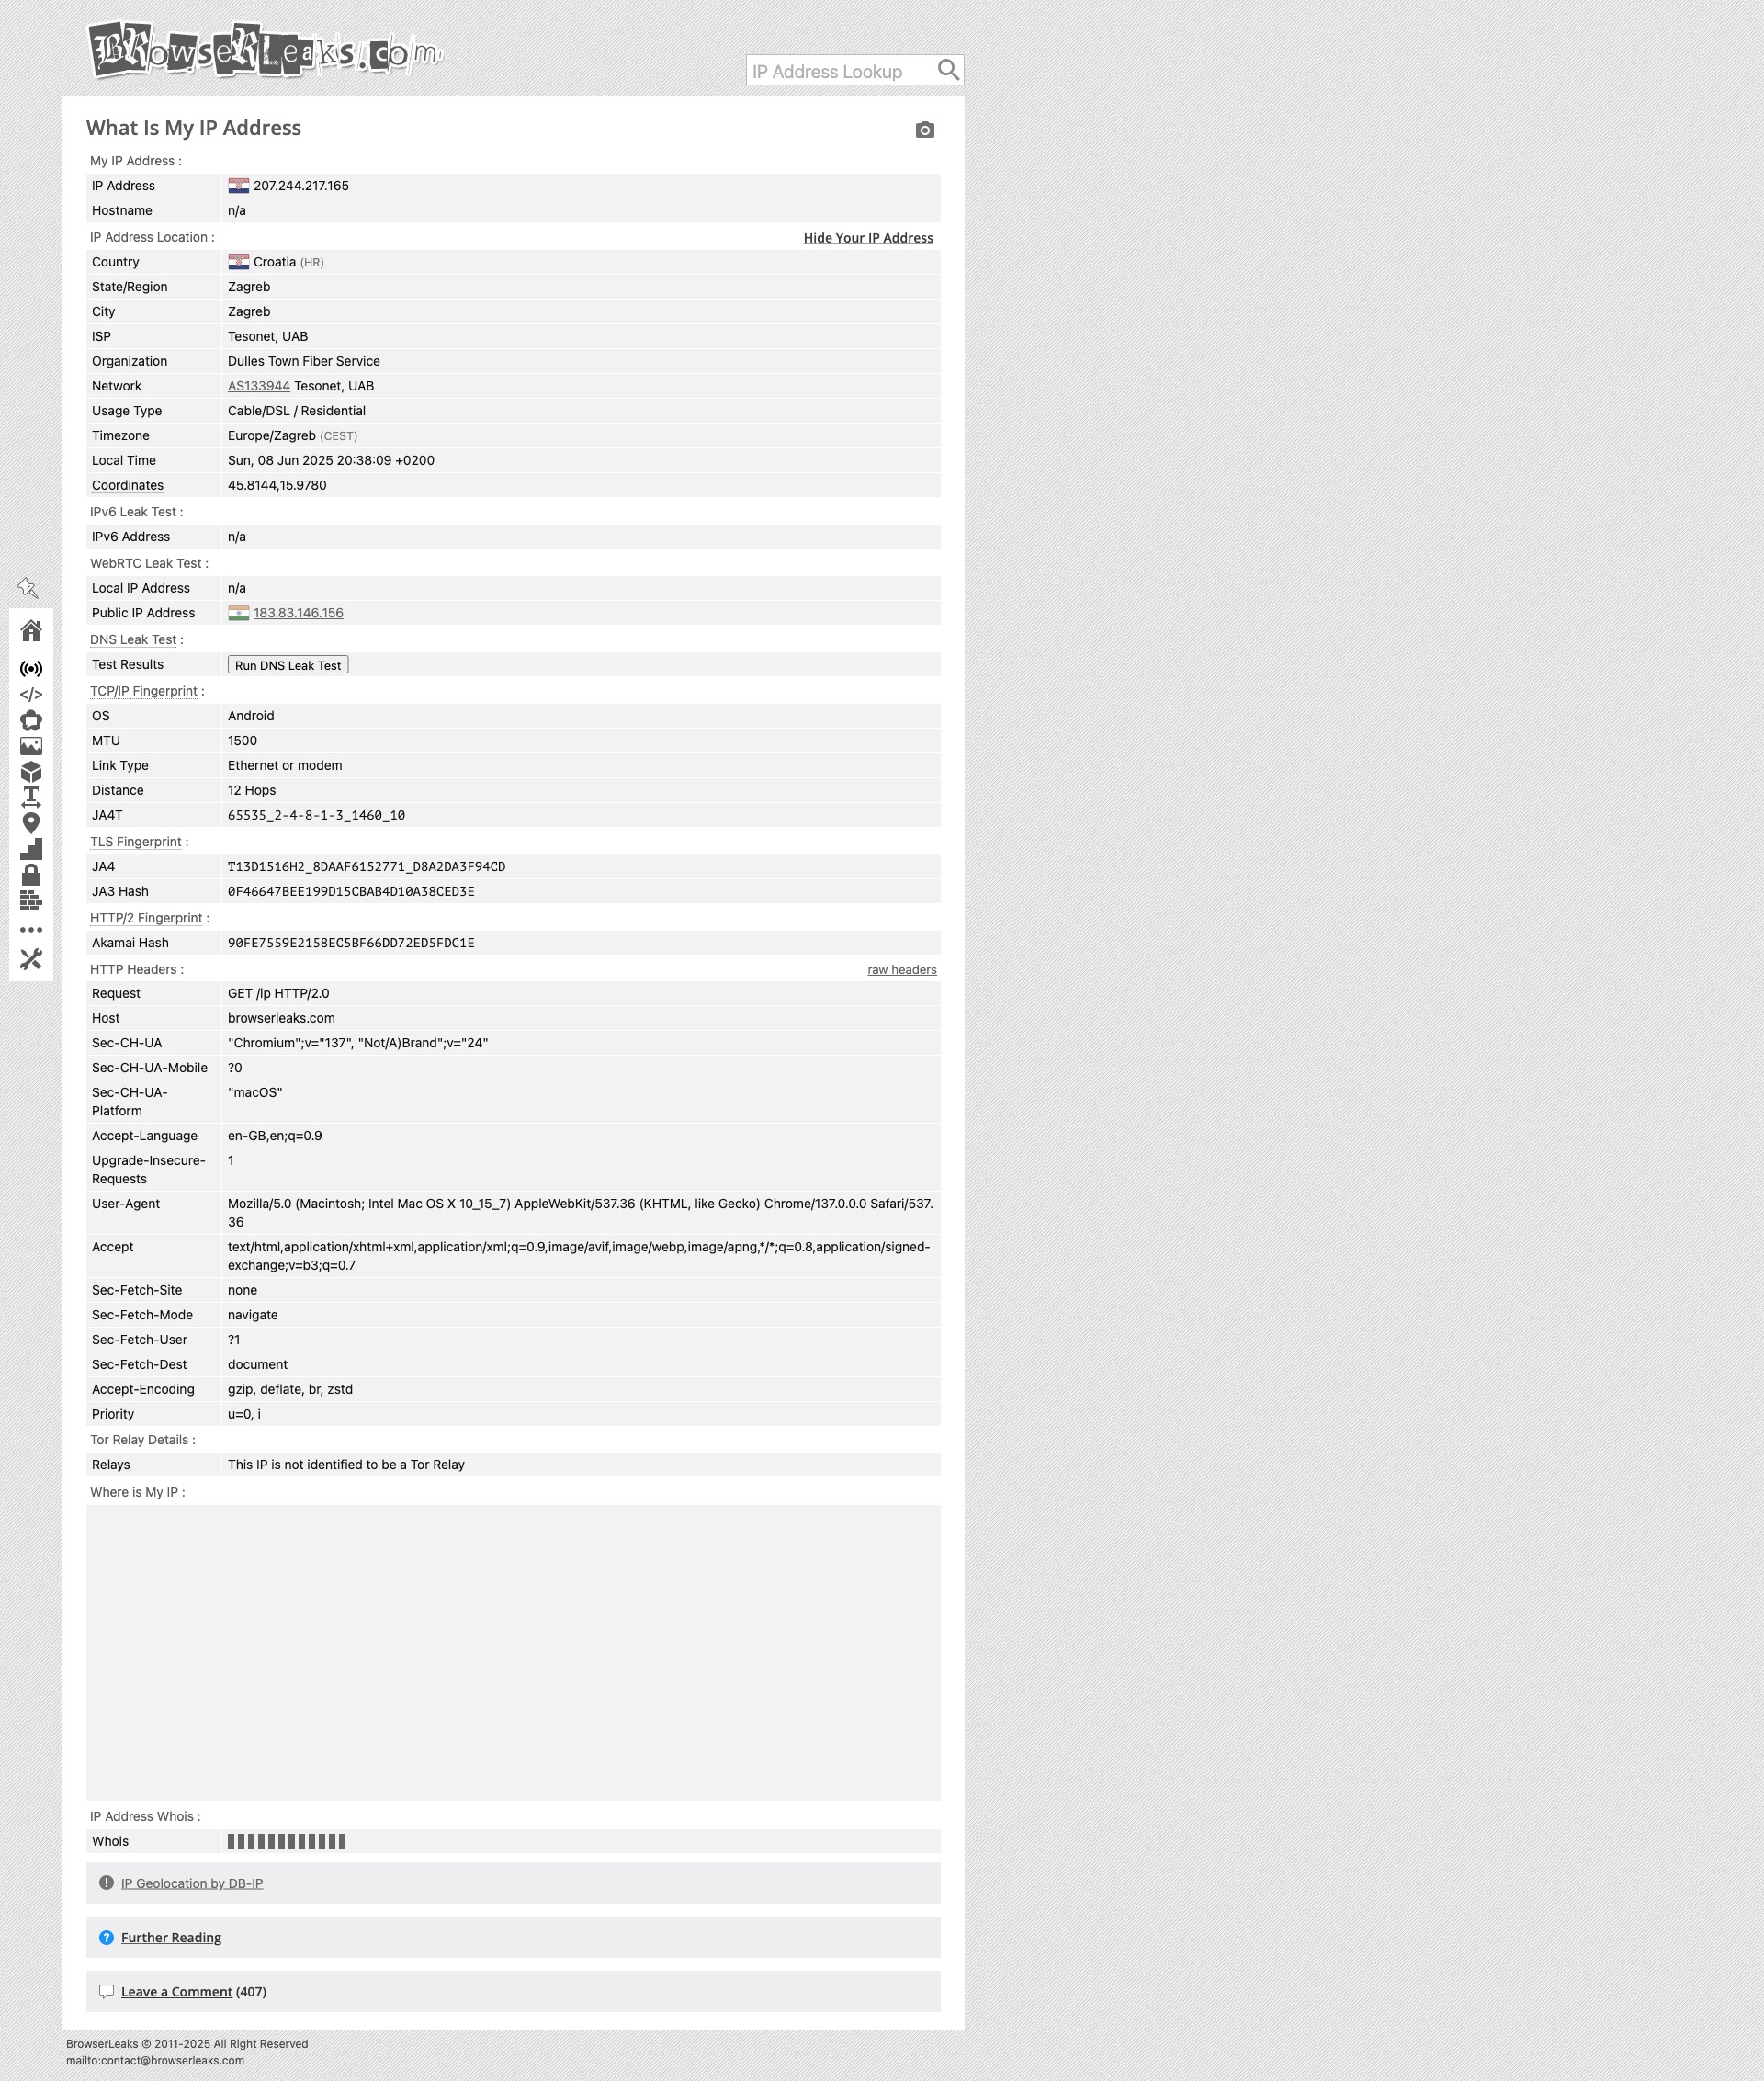 BrowserLeaks.com
IP Address Lookup
What Is My IP Address
My IP Address :
IP Address 207.244.217.165
Hostname n/a
IP Address Location : Hide Your IP Address
Country Croatia (HR)
State/Region Zagreb
City Zagreb
ISP Tesonet, UAB
Organization Dulles Town Fiber Service
Network AS133944 Tesonet, UAB
Usage Type Cable/DSL / Residential
Timezone Europe/Zagreb (CEST)
Local Time Sun, 08 Jun 2025 20:38:09 +0200
Coordinates 45.8144,15.9780
IPv6 Leak Test :
IPv6 Address n/a
WebRTC Leak Test :
Local IP Address n/a
Public IP Address 183.83.146.156
DNS Leak Test :
Test Results Run DNS Leak Test
TCP/IP Fingerprint :
OS Android
MTU 1500
Link Type Ethernet or modem
Distance 12 Hops
JA4T 65535_2-4-8-1-3_1460_10
TLS Fingerprint :
JA4 T13D1516H2_8DAAF6152771_D8A2DA3F94CD
JA3 Hash 0F46647BEE199D15CBAB4D10A38CED3E
HTTP/2 Fingerprint :
Akamai Hash 90FE7559E2158EC5BF66DD72ED5FDC1E
HTTP Headers : raw headers
Request GET /ip HTTP/2.0
Host browserleaks.com
Sec-CH-UA "Chromium";v="137", "Not/A)Brand";v="24"
Sec-CH-UA-Mobile ?0
Sec-CH-UA- "macOS"
Platform
Accept-Language en-GB,en;q=0.9
Upgrade-Insecure- 1
Requests
User-Agent Mozilla/5.0 (Macintosh; Intel Mac OS X 10_15_7) AppleWebKit/537.36 (KHTML, like Gecko) Chrome/137.0.0.0 Safari/537.
36
Accept text/html,application/xhtml+xml,application/xml;q=0.9,image/avif,image/webp,image/apng,*/*;q=0.8,application/signed-
exchange;v=b3;q=0.7
Sec-Fetch-Site none
Sec-Fetch-Mode navigate
Sec-Fetch-User ?1
Sec-Fetch-Dest document
Accept-Encoding gzip, deflate, br, zstd
Priority u=0, i
Tor Relay Details :
Relays This IP is not identified to be a Tor Relay
Where is My IP :
IP Address Whois :
Whois
IP Geolocation by DB-IP
Further Reading
Leave a Comment (407)
BrowserLeaks © 2011-2025 All Right Reserved
mailto:contact@browserleaks.com